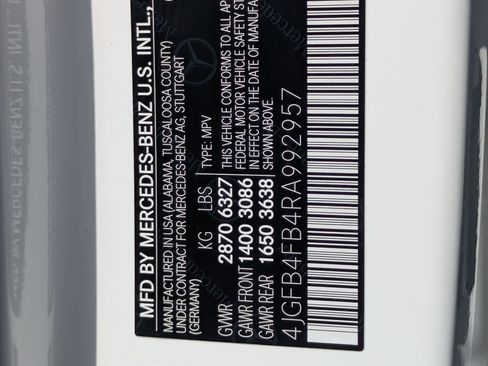 MFD BY MERCEDES-BENZ U.S. INTL.,
MANUFACTURED IN USA (ALABAMA, TUSCALOOSA COUNTY)
UNDER CONTRACT FOR MERCEDES-BENZ AG, STUTTGART
(GERMANY)
KG LBS TYPE: MPV
GVWR 2870 6327 THIS VEHICLE CONFORMS TO ALL AP
GAWR FRONT 1400 3086 FEDERAL MOTOR VEHICLE SAFETY, BUM
IN EFFECT ON THE DATE OF MANUFA
GAWR REAR 1650 3638 SHOWN ABOVE.
4JGFB4FB4RA992957